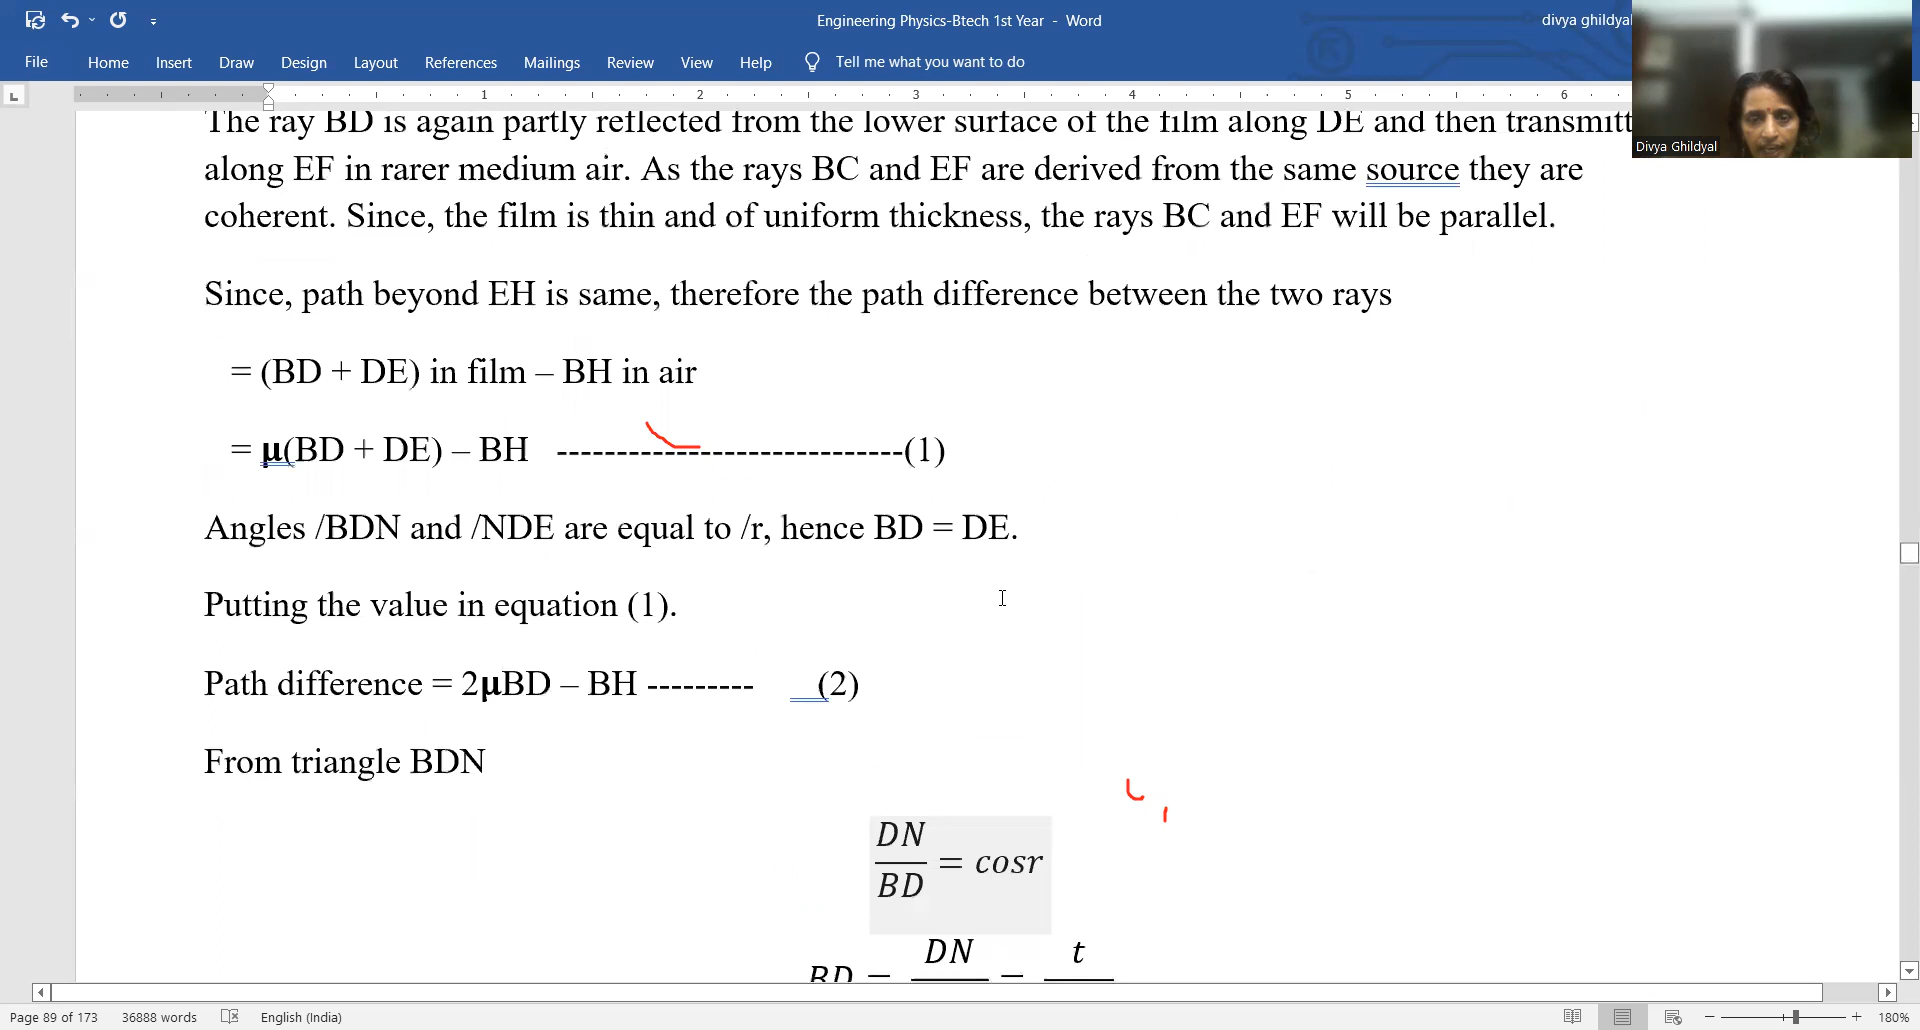 Engineering Physics-Btech 1st Year - Word
divya ghildyal
File Home Insert Draw Design Layout References Mailings Review View Help Tell me what you want to do
L 1 2 3 4 5 6
Divya Ghildyal
The ray BD is again partly reflected from the lower surface of the film along DE and then transmitt
along EF in rarer medium air. As the rays BC and EF are derived from the same source they are
coherent. Since, the film is thin and of uniform thickness, the rays BC and EF will be parallel.
Since, path beyond EH is same, therefore the path difference between the two rays
= (BD + DE) in film – BH in air
= μ(BD + DE) – BH -----------------------------(1)
Angles /BDN and /NDE are equal to /r, hence BD = DE.
Putting the value in equation (1).
Path difference = 2μBD – BH --------- (2)
From triangle BDN
DN
= cosr
BD
DN t
BD = =
Page 89 of 173 36888 words English (India) 180%